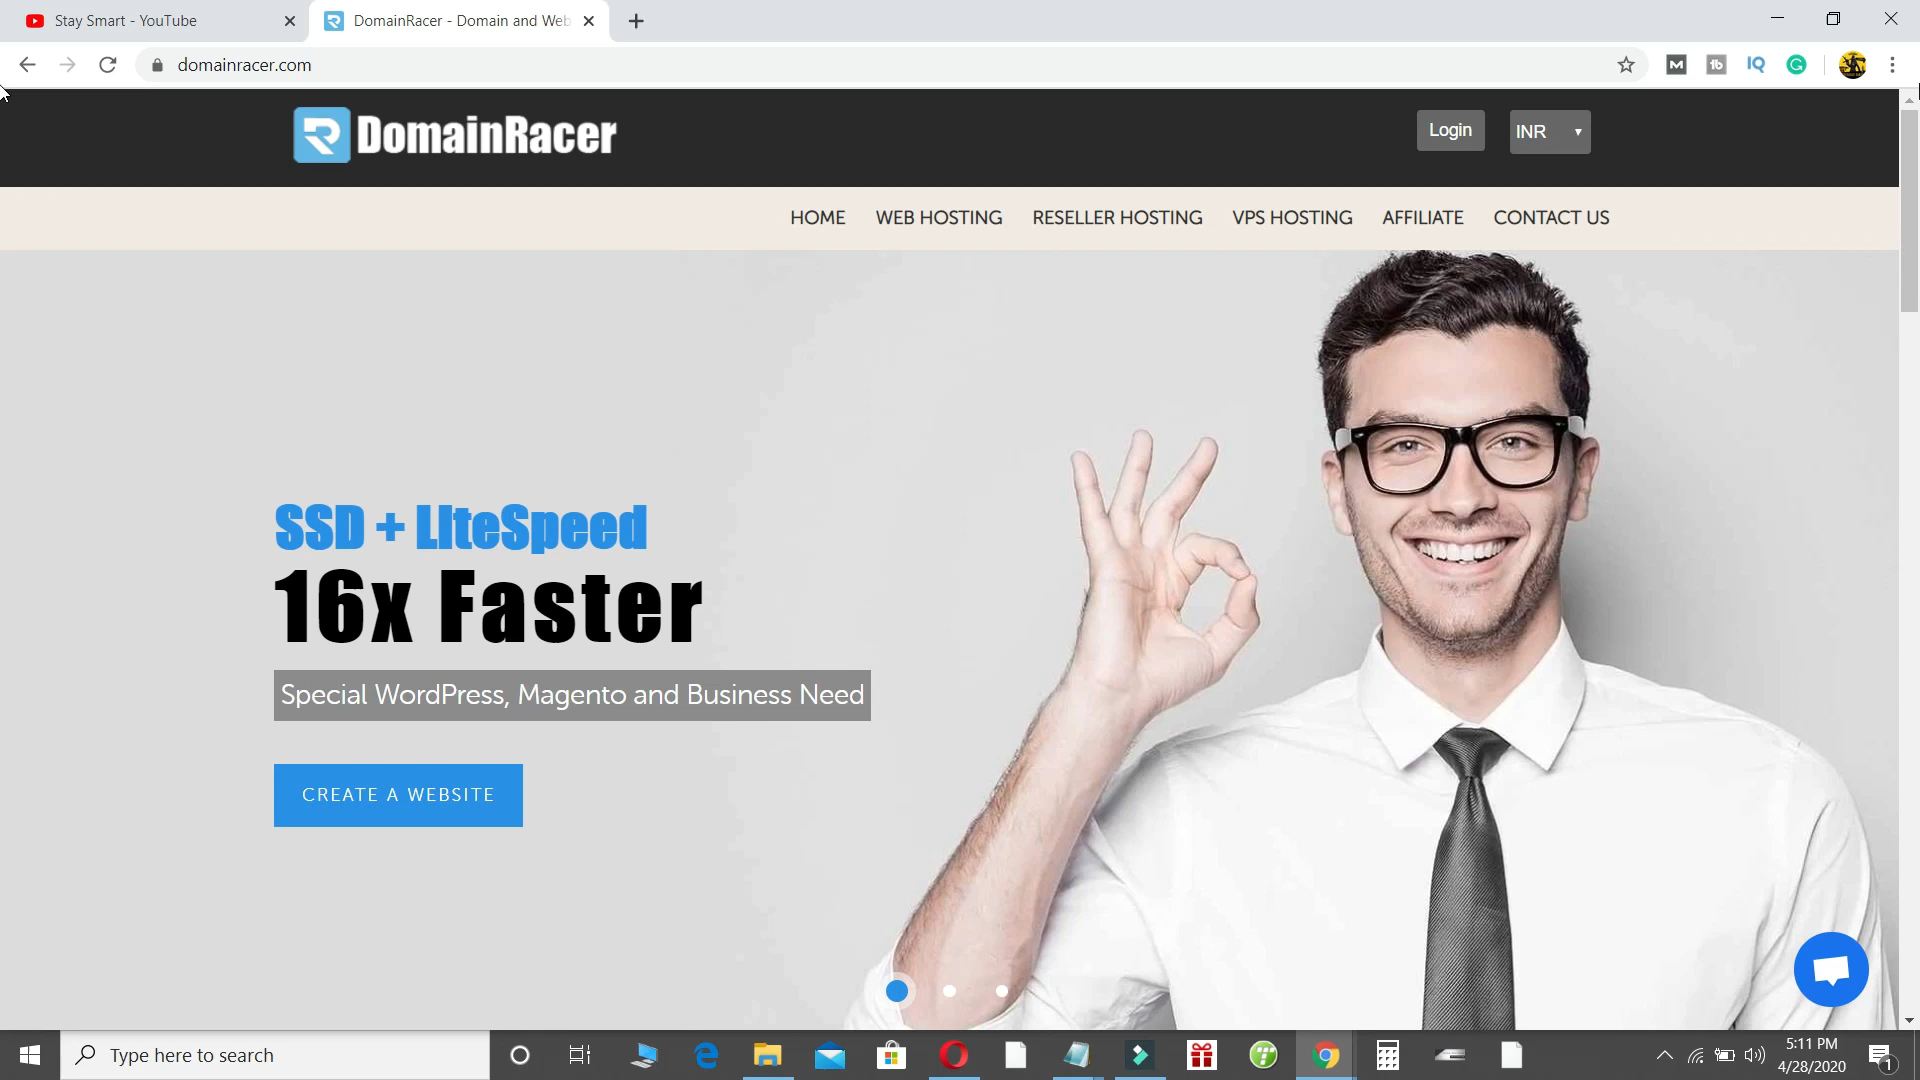 Stay Smart - YouTube
DomainRacer - Domain and Web
domainracer.com
DomainRacer
Login
INR
HOME
WEB HOSTING
RESELLER HOSTING
VPS HOSTING
AFFILIATE
CONTACT US
SSD + LIteSpeed
16x Faster
Special WordPress, Magento and Business Need
CREATE A WEBSITE
Type here to search
5:11 PM
4/28/2020
1